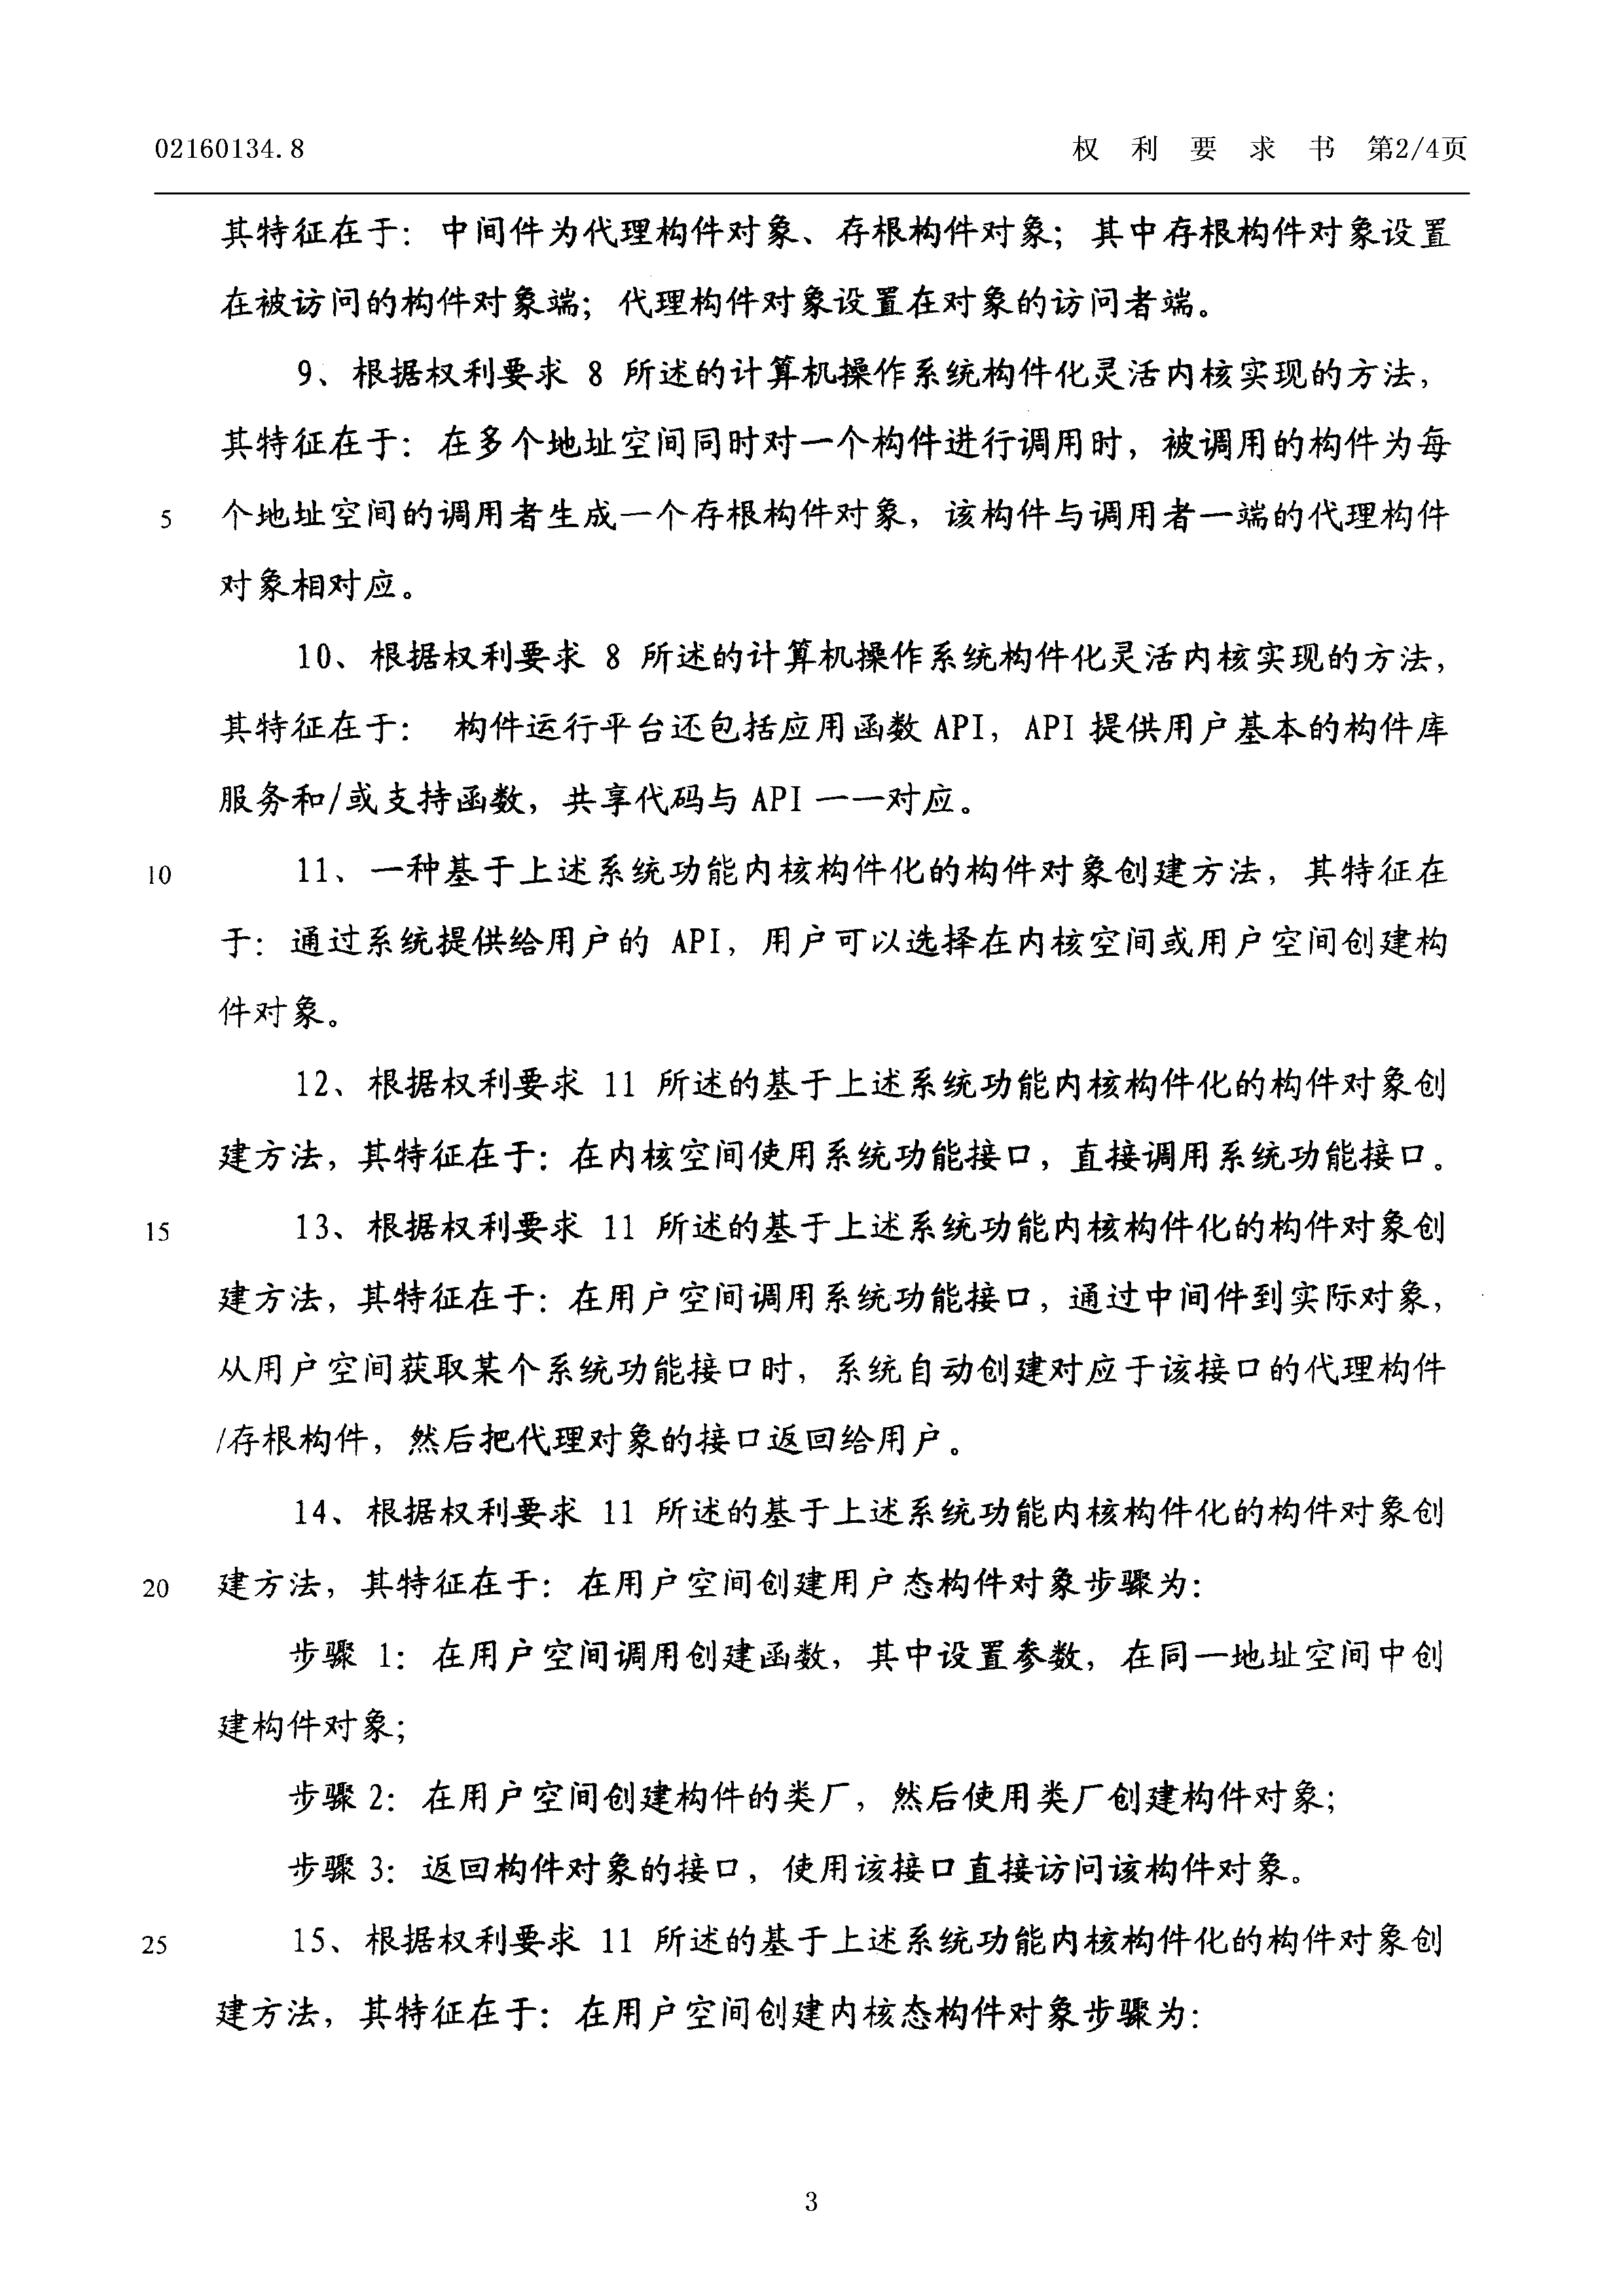 02160134.8 权 利 要 求 书 第2/4页
其特征在于：中间件为代理构件对象、存根构件对象；其中存根构件对象设置
在被访问的构件对象端；代理构件对象设置在对象的访问者端。
9、根据权利要求 8 所述的计算机操作系统构件化灵活内核实现的方法，
其特征在于：在多个地址空间同时对一个构件进行调用时，被调用的构件为每
5 个地址空间的调用者生成一个存根构件对象，该构件与调用者一端的代理构件
对象相对应。
10、根据权利要求 8 所述的计算机操作系统构件化灵活内核实现的方法，
其特征在于： 构件运行平台还包括应用函数 API，API 提供用户基本的构件库
服务和/或支持函数，共享代码与 API 一一对应。
10 11、一种基于上述系统功能内核构件化的构件对象创建方法，其特征在
于：通过系统提供给用户的 API，用户可以选择在内核空间或用户空间创建构
件对象。
12、根据权利要求 11 所述的基于上述系统功能内核构件化的构件对象创
建方法，其特征在于：在内核空间使用系统功能接口，直接调用系统功能接口。
15 13、根据权利要求 11 所述的基于上述系统功能内核构件化的构件对象创
建方法，其特征在于：在用户空间调用系统功能接口，通过中间件到实际对象，
从用户空间获取某个系统功能接口时，系统自动创建对应于该接口的代理构件
/存根构件，然后把代理对象的接口返回给用户。
14、根据权利要求 11 所述的基于上述系统功能内核构件化的构件对象创
20 建方法，其特征在于：在用户空间创建用户态构件对象步骤为：
步骤 1：在用户空间调用创建函数，其中设置参数，在同一地址空间中创
建构件对象；
步骤 2：在用户空间创建构件的类厂，然后使用类厂创建构件对象；
步骤 3：返回构件对象的接口，使用该接口直接访问该构件对象。
25 15、根据权利要求 11 所述的基于上述系统功能内核构件化的构件对象创
建方法，其特征在于：在用户空间创建内核态构件对象步骤为：
3